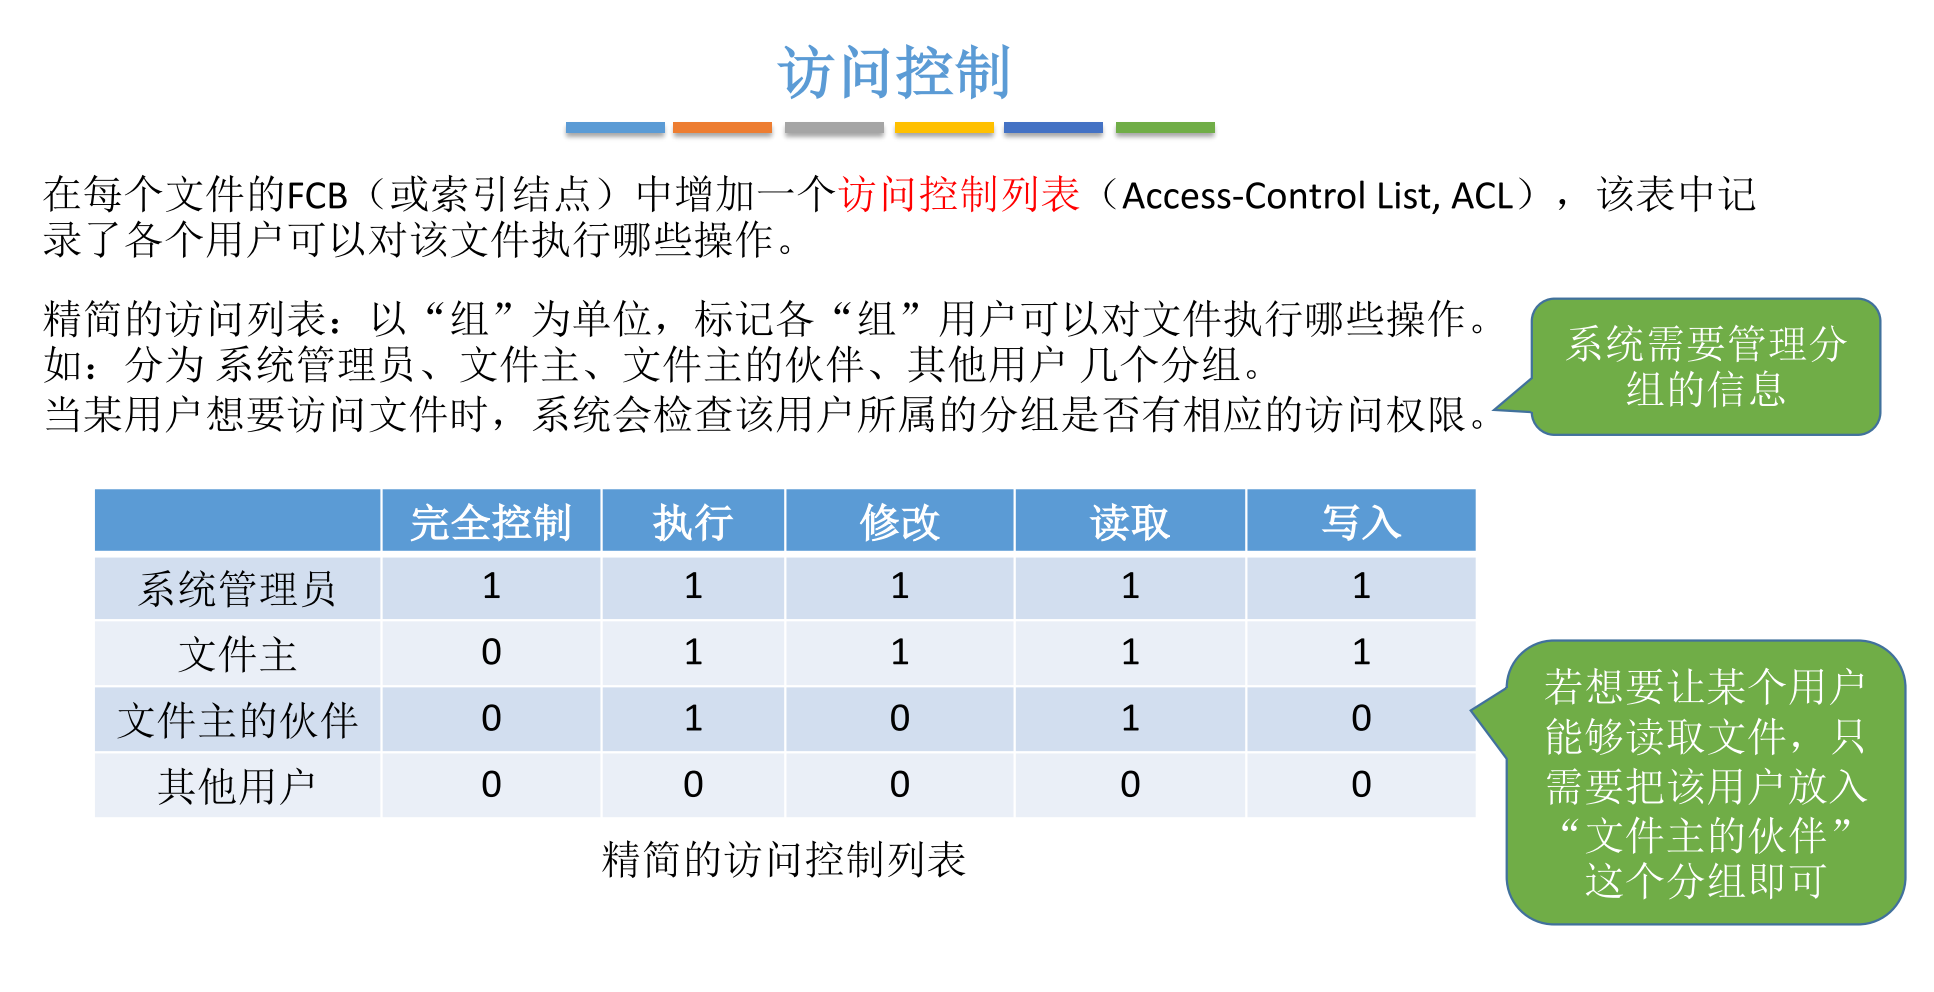 访问控制
在每个文件的FCB（或索引结点）中增加一个访问控制列表（Access-Control List, ACL），该表中记
录了各个用户可以对该文件执行哪些操作。
精简的访问列表：以“组”为单位，标记各“组”用户可以对文件执行哪些操作。
如：分为 系统管理员、文件主、文件主的伙伴、其他用户 几个分组。
当某用户想要访问文件时，系统会检查该用户所属的分组是否有相应的访问权限。
系统需要管理分
组的信息
完全控制 执行 修改 读取 写入
系统管理员 1 1 1 1 1
文件主 0 1 1 1 1
文件主的伙伴 0 1 0 1 0
其他用户 0 0 0 0 0
精简的访问控制列表
若想要让某个用户
能够读取文件，只
需要把该用户放入
“文件主的伙伴”
这个分组即可